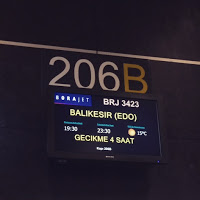 206B
BORAJET BRJ 3423
BALIKESIR (EDO)
19:30 23:30 15°C
GECIKME 4 SAAT